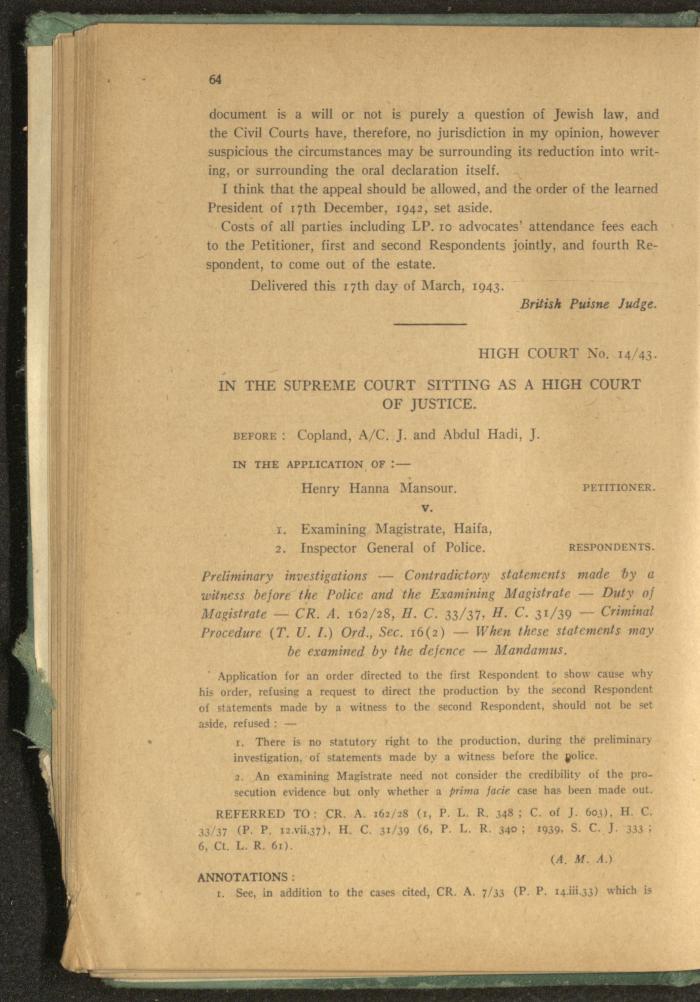 64
document is a will or not is purely a question of Jewish law, and
the Civil Courts have, therefore, no jurisdiction in my opinion, however
suspicious the circumstances may be surrounding its reduction into writ-
ing, or surrounding the oral declaration itself.
I think that the appeal should be allowed, and the order of the learned
President of 17th December, 1942, set aside.
Costs of all parties including LP. 10 advocates' attendance fees each
to the Petitioner, first and second Respondents jointly, and fourth Re-
spondent, to come out of the estate.
Delivered this 17th day of March, 1943.
British Puisne Judge.
HIGH COURT No. 14/43.
IN THE SUPREME COURT SITTING AS A HIGH COURT
OF JUSTICE.
BEFORE : Copland, A/C. J. and Abdul Hadi, J.
IN THE APPLICATION OF :—
Henry Hanna Mansour. PETITIONER.
v.
1. Examining Magistrate, Haifa,
2. Inspector General of Police. RESPONDENTS.
Preliminary investigations — Contradictory statements made by a
witness before the Police and the Examining Magistrate — Duty of
Magistrate — CR. A. 162/28, H. C. 33/37, H. C. 31/39 — Criminal
Procedure (T. U. I.) Ord., Sec. 16(2) — When these statements may
be examined by the defence — Mandamus.
Application for an order directed to the first Respondent to show cause why
his order, refusing a request to direct the production by the second Respondent
of statements made by a witness to the second Respondent, should not be set
aside, refused : —
1. There is no statutory right to the production, during the preliminary
investigation, of statements made by a witness before the police.
2. An examining Magistrate need not consider the credibility of the pro-
secution evidence but only whether a prima facie case has been made out.
REFERRED TO : CR. A. 162/28 (1, P. L. R. 348 ; C. of J. 603), H. C.
33/37 (P. P. 12.vii.37), H. C. 31/39 (6, P. L. R. 340 ; 1939, S. C. J. 333 ;
6, Ct. L. R. 61).
(A. M. A.)
ANNOTATIONS :
1. See, in addition to the cases cited, CR. A. 7/33 (P. P. 14.iii.33) which is